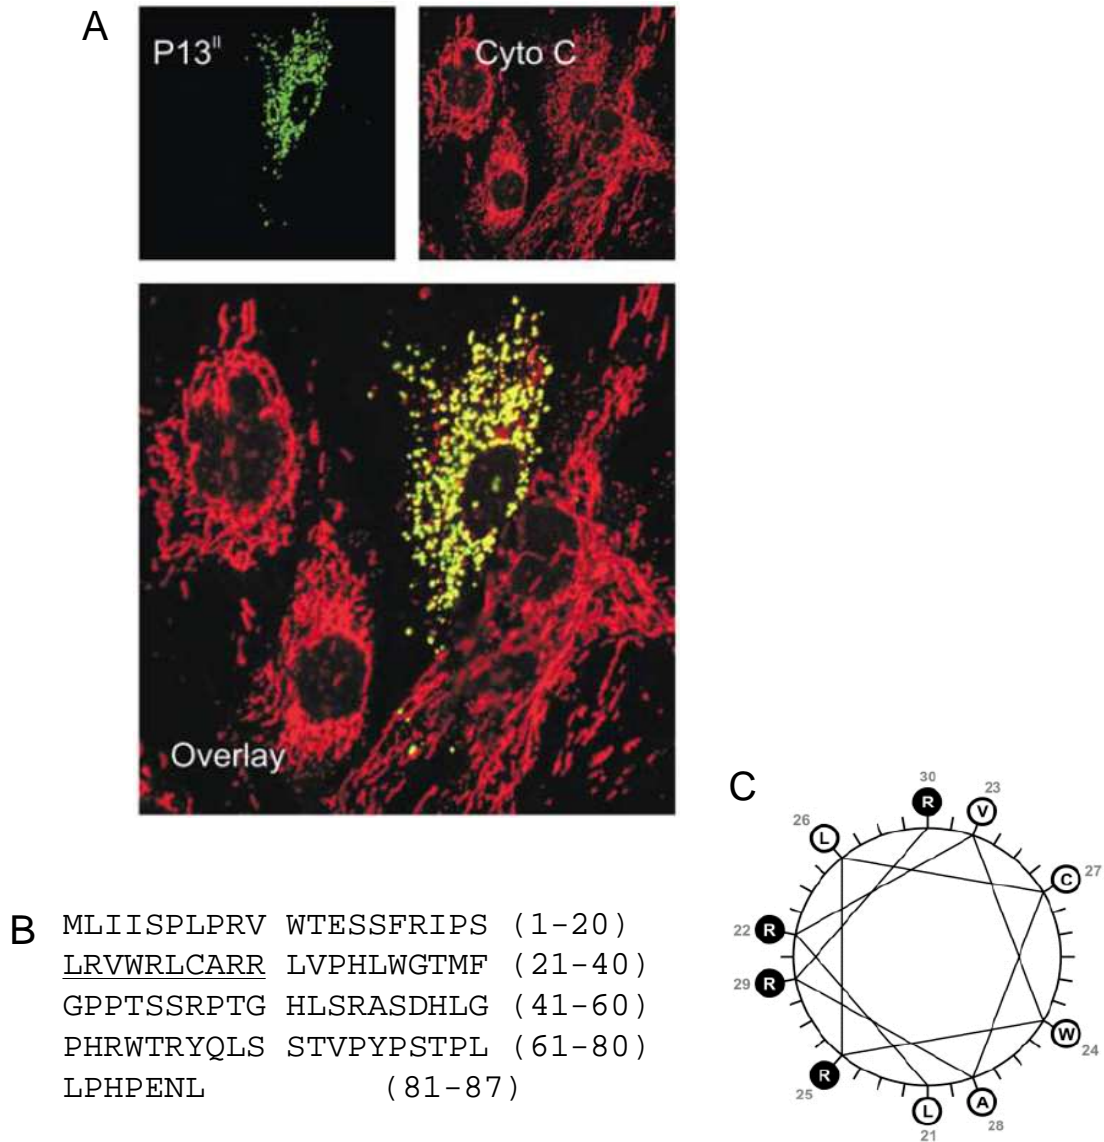 A
P13II
Cyto C
Overlay
B
MLIISPLPRV WTESSFRIPS (1-20)
LRVWRLCARR LVPHLWGTMF (21-40)
GPPTSSRPTG HLSRASDHLG (41-60)
PHRWTRYQLS STVPYPSTPL (61-80)
LPHPENL (81-87)
C
30
R
23
V
26
L
C 27
22 R
29 R
W
24
R
25
A
28
L
21